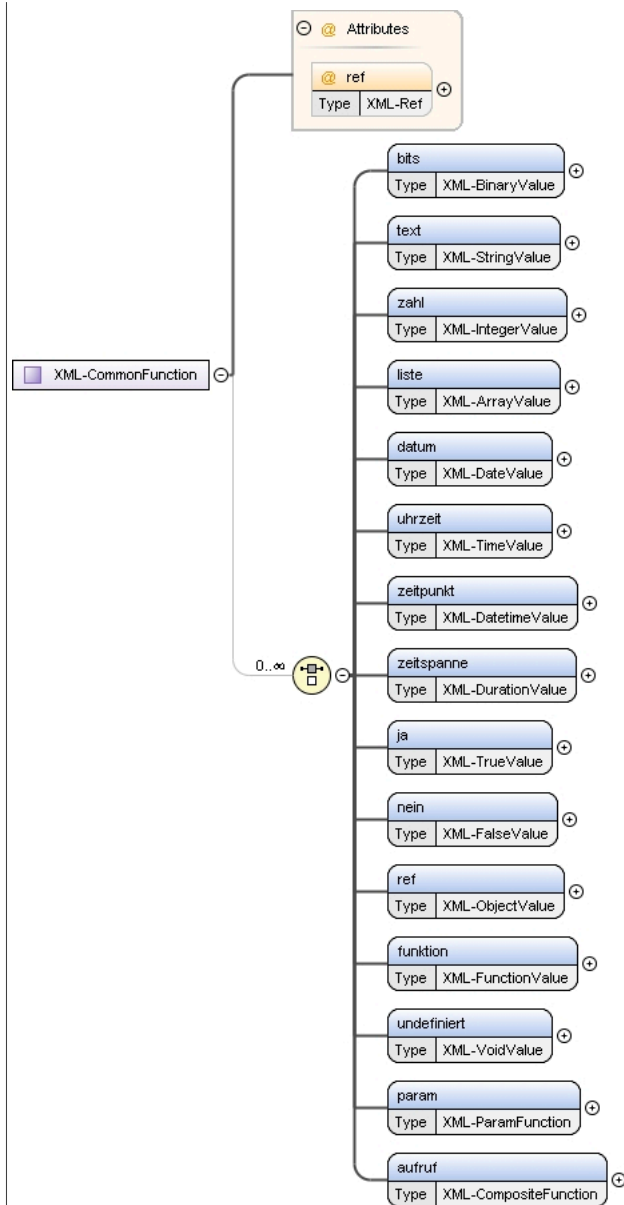 @ Attributes
@ ref
Type XML-Ref
bits
Type XML-BinaryValue
text
Type XML-StringValue
zahl
Type XML-IntegerValue
XML-CommonFunction
liste
Type XML-ArrayValue
datum
Type XML-DateValue
uhrzeit
Type XML-TimeValue
zeitpunkt
Type XML-DatetimeValue
0..∞
zeitspanne
Type XML-DurationValue
ja
Type XML-TrueValue
nein
Type XML-FalseValue
ref
Type XML-ObjectValue
funktion
Type XML-FunctionValue
undefiniert
Type XML-VoidValue
param
Type XML-ParamFunction
aufruf
Type XML-CompositeFunction